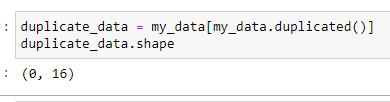 : duplicate_data = my_data[my_data.duplicated()]
duplicate_data.shape
: (0, 16)